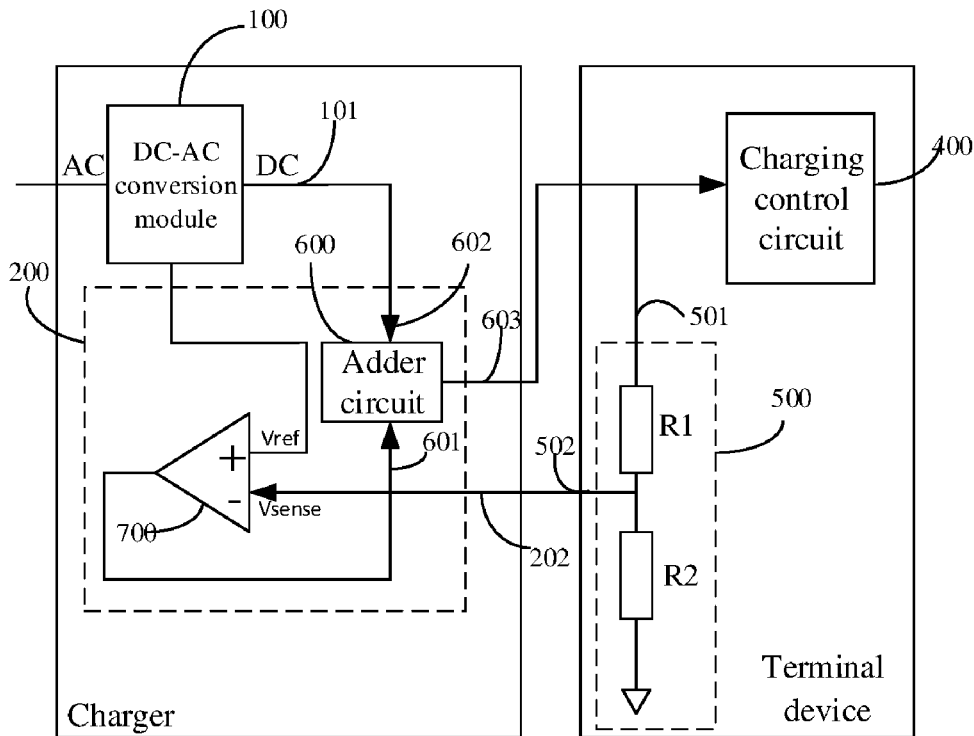 100
101
AC
DC-AC
conversion
module
DC
Charging
control
circuit
400
600
602
200
603
501
Adder
circuit
500
R1
Vref
+
601
502
-
Vsense
700
202
R2
Charger
Terminal
device